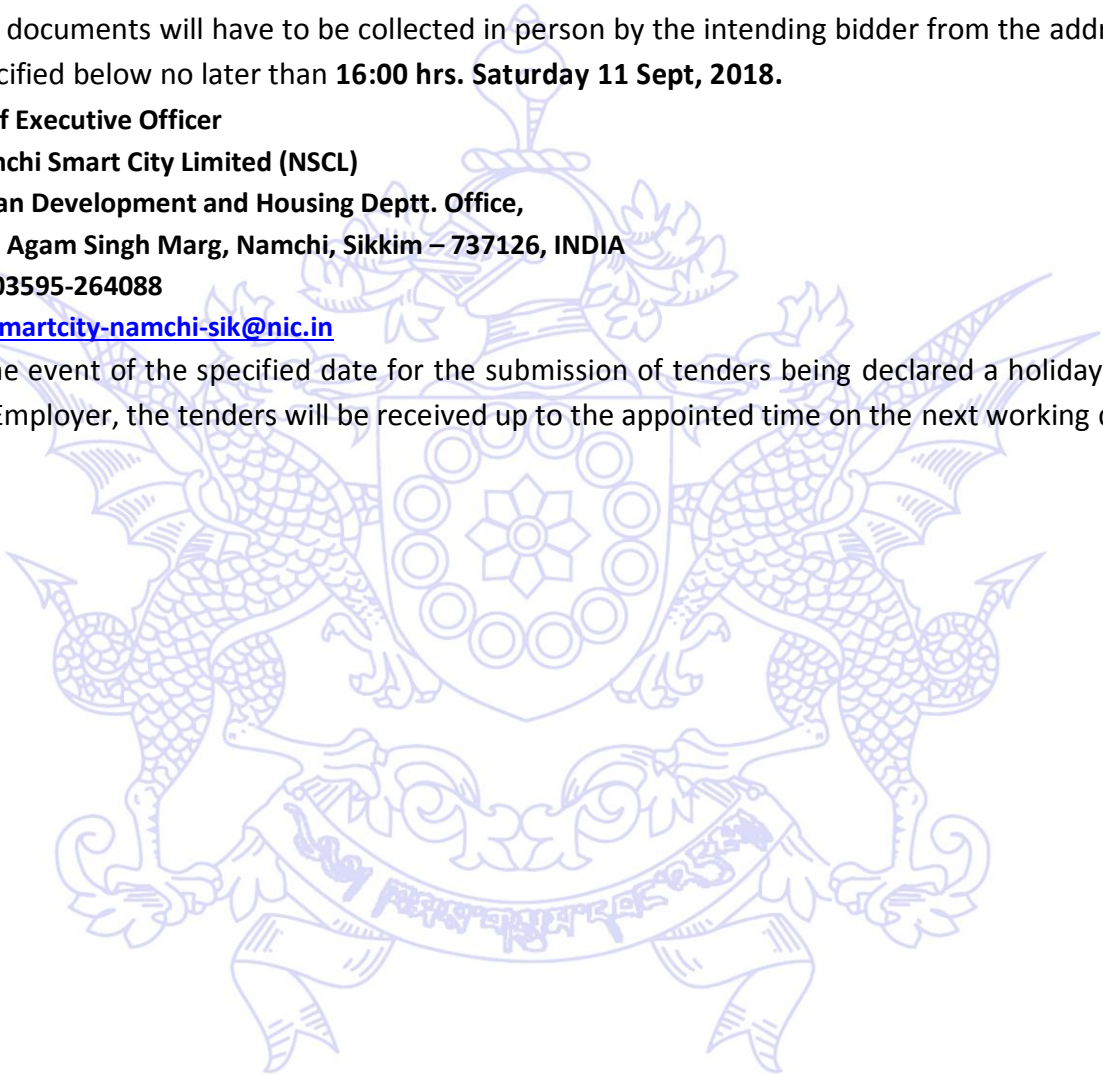 documents will have to be collected in person by the intending bidder from the addr
cified below no later than 16:00 hrs. Saturday 11 Sept, 2018.
f Executive Officer
nchi Smart City Limited (NSCL)
an Development and Housing Deptt. Office,
Agam Singh Marg, Namchi, Sikkim – 737126, INDIA
03595-264088
martcity-namchi-sik@nic.in
he event of the specified date for the submission of tenders being declared a holiday
Employer, the tenders will be received up to the appointed time on the next working